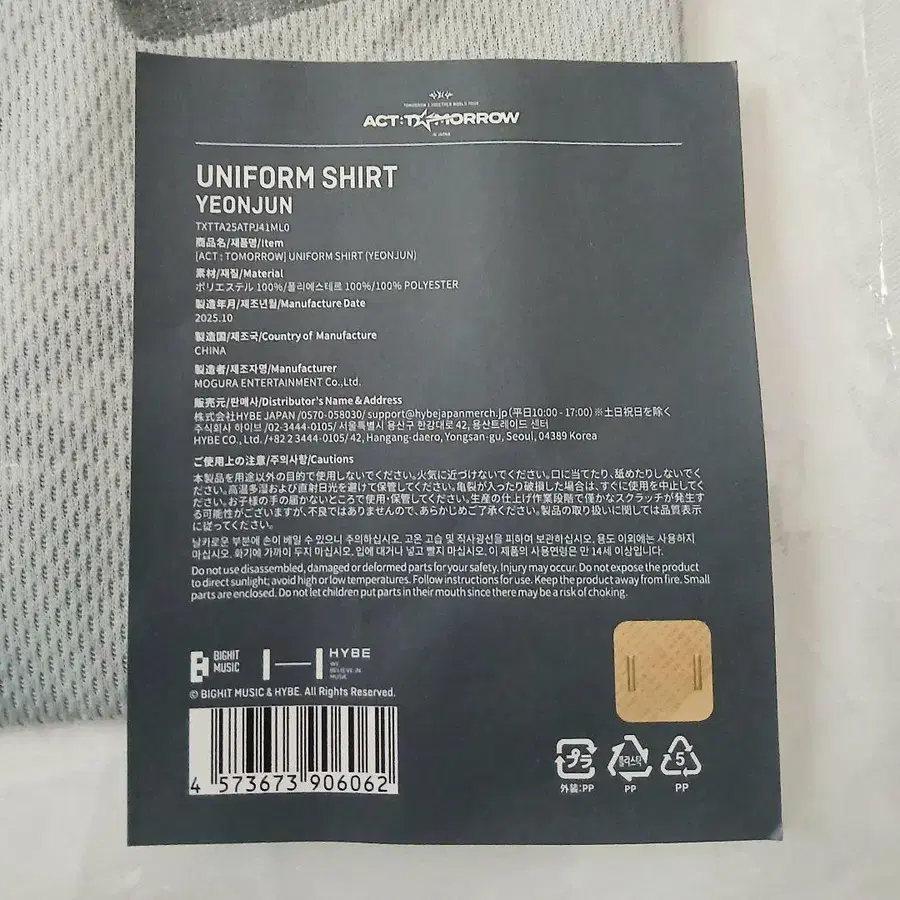 TOMORROW X TOGETHER WORLD TOUR
ACT : TOMORROW
IN JAPAN
UNIFORM SHIRT
YEONJUN
TXTTA25ATPJ41ML0
商品名/제품명/Item
[ACT : TOMORROW] UNIFORM SHIRT (YEONJUN)
素材/재질/Material
ポリエステル 100%/폴리에스테르 100%/100% POLYESTER
製造年月/제조년월/Manufacture Date
2025.10
製造国/제조국/Country of Manufacture
CHINA
製造者/제조자명/Manufacturer
MOGURA ENTERTAINMENT Co.,Ltd.
販売元/판매사/Distributor's Name & Address
株式会社HYBE JAPAN /0570-058030/ support@hybejapanmerch.jp (平日10:00 - 17:00) ※土日祝日を除く
주식회사 하이브/02-3444-0105/ 서울특별시 용산구 한강대로 42, 용산트레이드 센터
HYBE CO., Ltd. /+82 2 3444-0105/ 42, Hangang-daero, Yongsan-gu, Seoul, 04389 Korea
ご使用上の注意/주의사항/Cautions
本製品を用途以外の目的で使用しないでください。火気に近づけないでください。口に当てたり、舐めたりしないでく
ださい。高温多湿および直射日光を避けて保管してください。亀裂が入ったり破損した場合は、すぐに使用を中止してく
ださい。お子様の手の届かないところで使用・保管してください。生産の仕上げ作業段階で僅かなスクラッチが発生す
る可能性がございますが、不良ではありませんので、あらかじめご了承ください。製品の取り扱いに関しては品質表示
に従ってください。
날카로운 부분에 손이 베일 수 있으니 주의하십시오. 고온 고습 및 직사광선을 피하여 보관하십시오. 용도 이외에는 사용하지
마십시오. 화기에 가까이 두지 마십시오. 입에 대거나 넣고 빨지 마십시오. 이 제품의 사용연령은 만 14세 이상입니다.
Do not use disassembled, damaged or deformed parts for your safety. Injury may occur. Do not expose the product
to direct sunlight; avoid high or low temperatures. Follow instructions for use. Keep the product away from fire. Small
parts are enclosed. Do not let children put parts in their mouth since there may be a risk of choking.
BIGHIT
MUSIC
HYBE
WE
BELIEVE IN
MUSIC
© BIGHIT MUSIC & HYBE. All Rights Reserved.
4 573673 906062
プラ
外装:PP
플라스틱
PP
5
PP